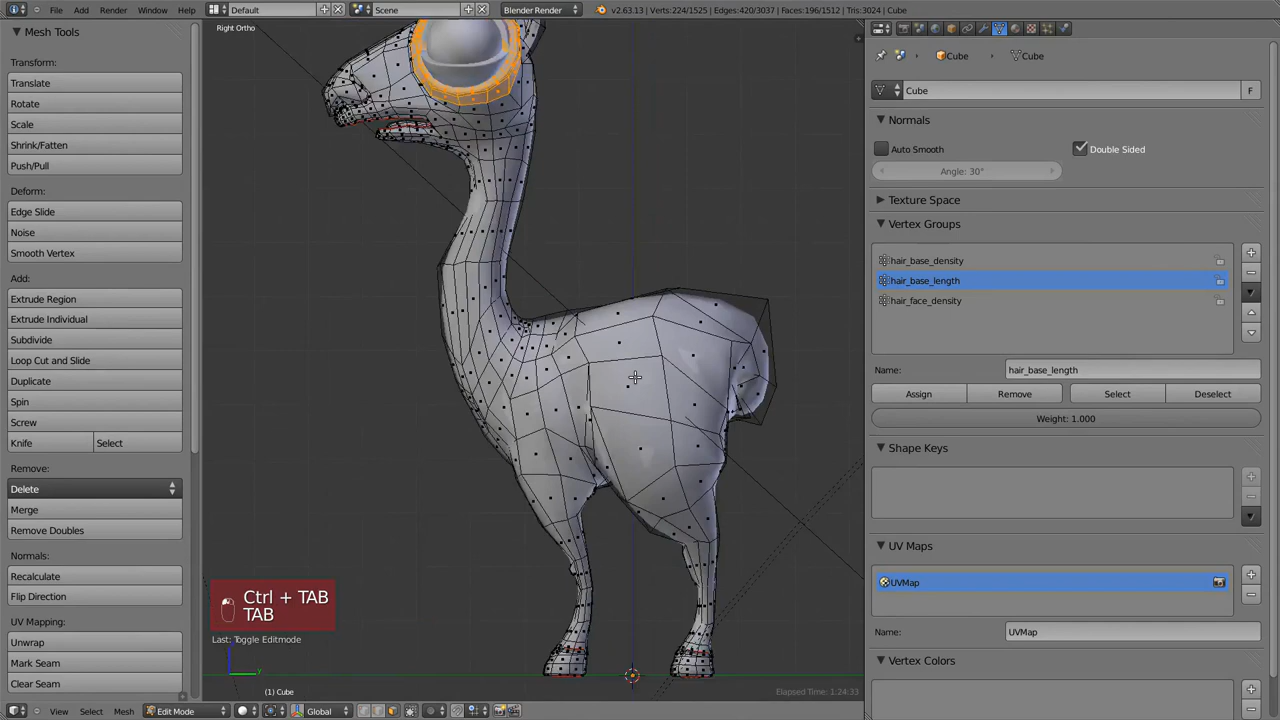 File Add Render Window Help Default Scene Blender Render v2.63.13 | Verts:224/1525 | Edges:420/3037 | Faces:196/1512 | Tris:3024 | Cube
Mesh Tools
Transform:
Translate
Rotate
Scale
Shrink/Fatten
Push/Pull
Deform:
Edge Slide
Noise
Smooth Vertex
Add:
Extrude Region
Extrude Individual
Subdivide
Loop Cut and Slide
Duplicate
Spin
Screw
Knife Select
Remove:
Delete
Merge
Remove Doubles
Normals:
Recalculate
Flip Direction
UV Mapping:
Unwrap
Mark Seam
Clear Seam
Right Ortho
Ctrl + TAB
TAB
Last: Toggle Editmode
z
y
(1) Cube
Elapsed Time: 1:24:33
View Select Mesh Edit Mode Global
Cube Cube
Cube F
Normals
Auto Smooth Double Sided
Angle: 30°
Texture Space
Vertex Groups
hair_base_density
hair_base_length
hair_face_density
Name: hair_base_length
Assign Remove Select Deselect
Weight: 1.000
Shape Keys
UV Maps
UVMap
Name: UVMap
Vertex Colors